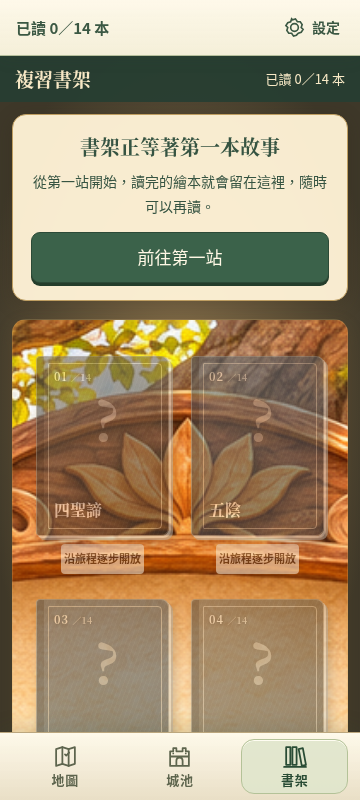 已讀 0／14 本
設定
複習書架
已讀 0／14 本
書架正等著第一本故事
從第一站開始，讀完的繪本就會留在這裡，隨時
可以再讀。
前往第一站
01 ／14
?
四聖諦
沿旅程逐步開放
02 ／14
?
五陰
沿旅程逐步開放
03 ／14
?
04 ／14
?
地圖
城池
書架